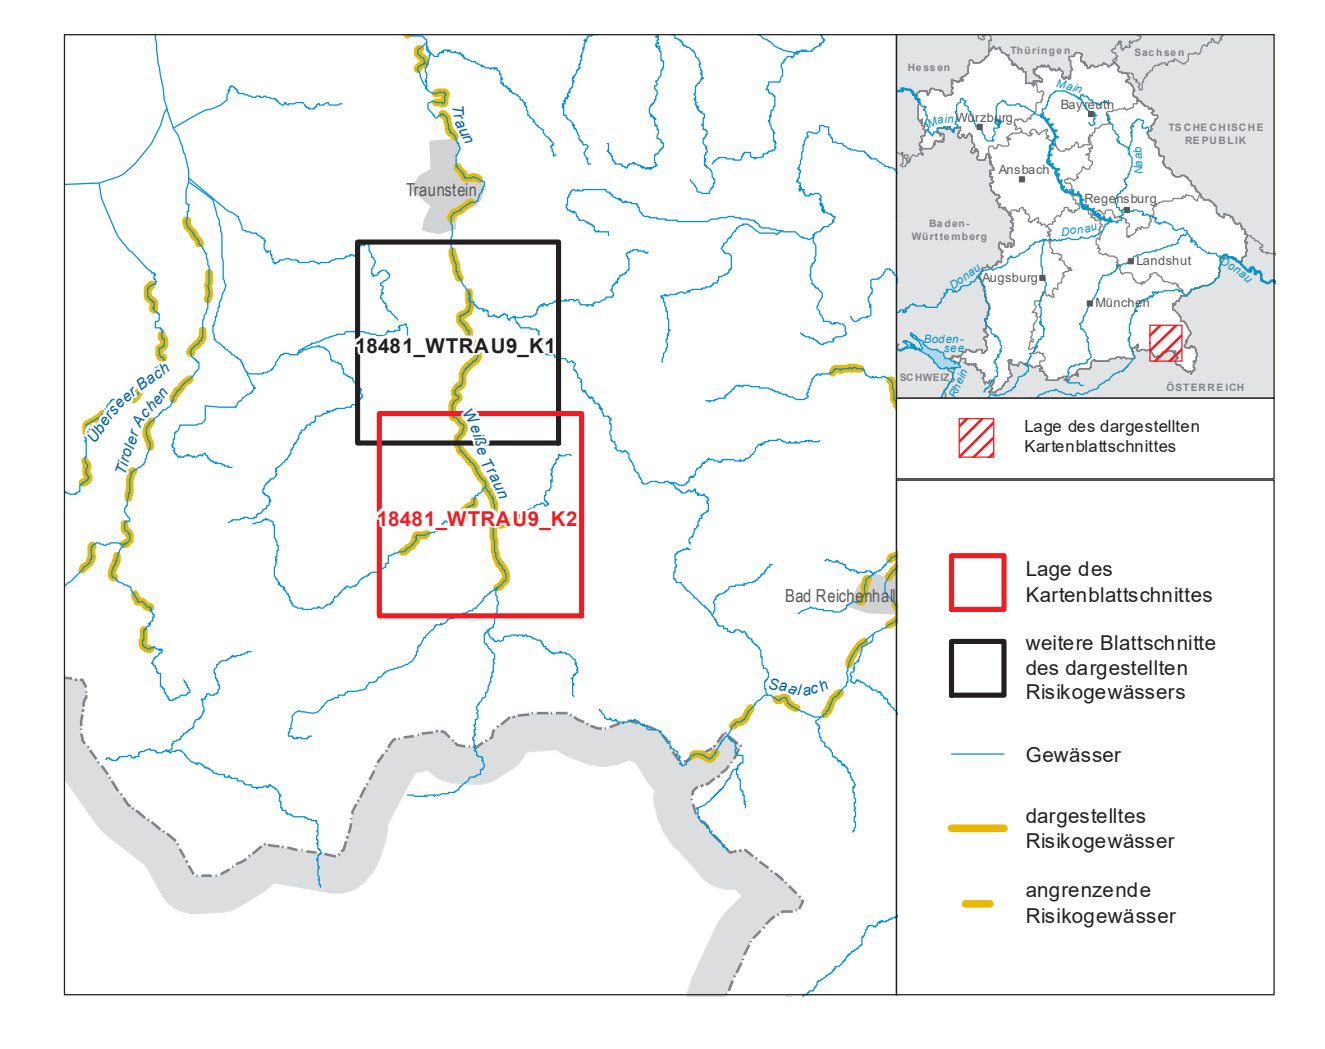 Traun
Traunstein
18481_WTRAU9_K1
Überseer Bach
Tiroler Achen
Weiße Traun
18481_WTRAU9_K2
Bad Reichenhall
Saalach
Thüringen
Sachsen
Hessen
Main
Bayreuth
Main
Würzburg
TSCHECHISCHE
REPUBLIK
Naab
Ansbach
Regensburg
Baden-
Württemberg
Donau
Landshut
Donau
Donau
Augsburg
München
Boden-
see
SCHWEIZ
Rhein
ÖSTERREICH
Lage des dargestellten
Kartenblattschnittes
Lage des
Kartenblattschnittes
weitere Blattschnitte
des dargestellten
Risikogewässers
Gewässer
dargestelltes
Risikogewässer
angrenzende
Risikogewässer